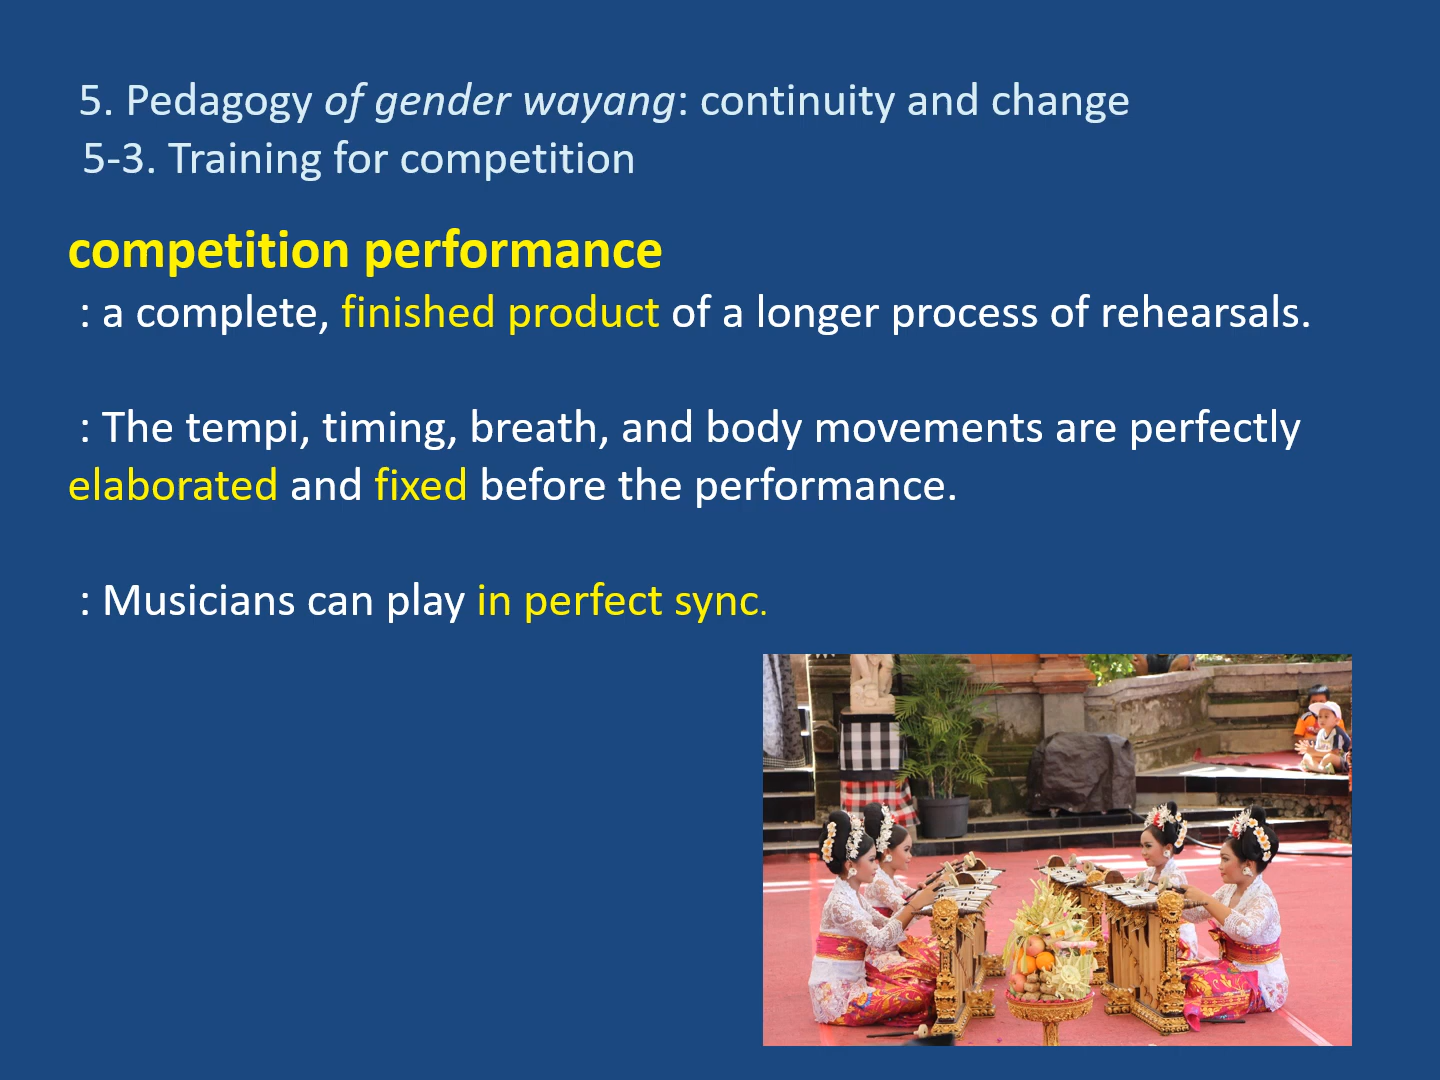 5. Pedagogy of gender wayang: continuity and change
5-3. Training for competition
competition performance
: a complete, finished product of a longer process of rehearsals.
: The tempi, timing, breath, and body movements are perfectly
elaborated and fixed before the performance.
: Musicians can play in perfect sync.